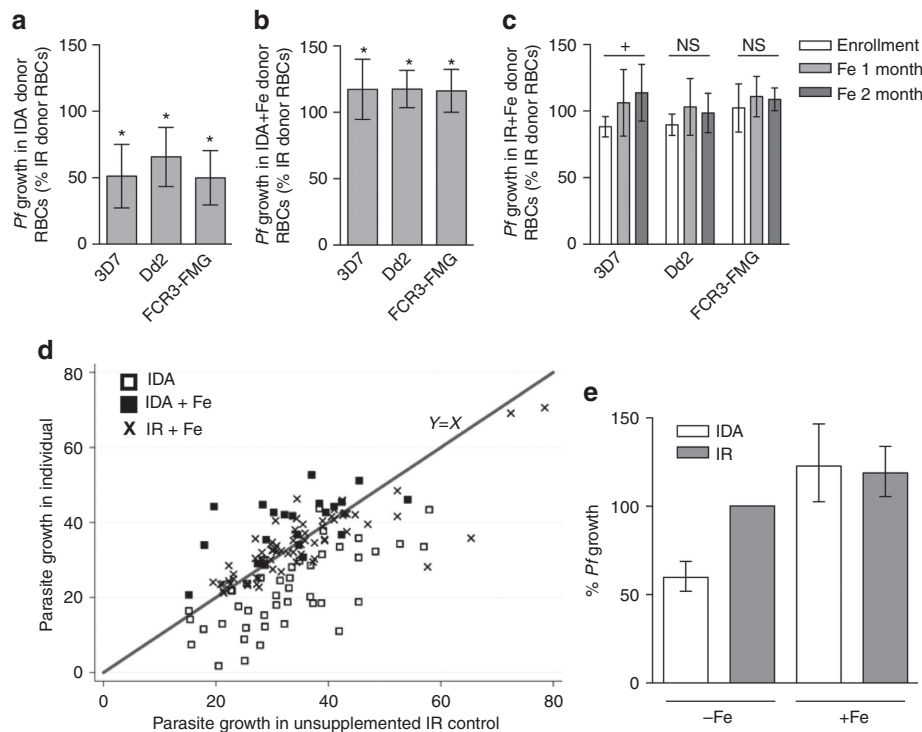 a
Pf growth in IDA donor
RBCs (% IR donor RBCs)
150
100
50
0
*
*
*
3D7
Dd2
FCR3-FMG
b
Pf growth in IDA+Fe donor
RBCs (% IR donor RBCs)
150
100
50
0
*
*
*
3D7
Dd2
FCR3-FMG
c
Pf growth in IR+Fe donor
RBCs (% IR donor RBCs)
150
100
50
0
+
NS
NS
3D7
Dd2
FCR3-FMG
Enrollment
Fe 1 month
Fe 2 month
d
Parasite growth in individual
80
60
40
20
0
IDA
IDA + Fe
IR + Fe
Y=X
0
20
40
60
80
Parasite growth in unsupplemented IR control
e
% Pf growth
150
100
50
0
IDA
IR
–Fe
+Fe